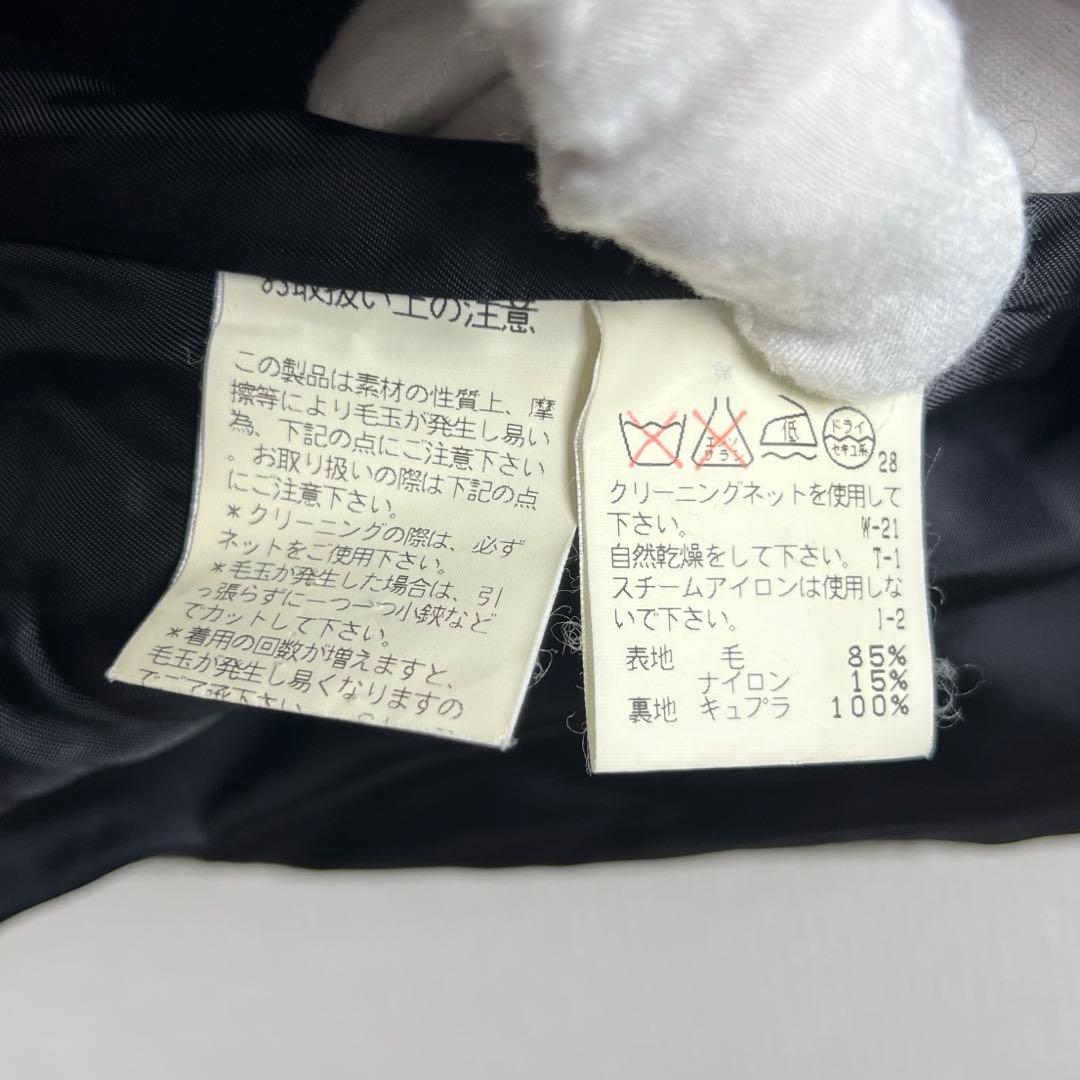 お取扱い上の注意
この製品は素材の性質上、摩
擦等により毛玉が発生し易い
為、下記の点にご注意下さい
。お取り扱いの際は下記の点
にご注意下さい。
*クリーニングの際は、必ず
ネットをご使用下さい。
*毛玉が発生した場合は、引
っ張らずに一つ一つ小鋏など
でカットして下さい。
*着用の回数が増えますと、
毛玉が発生し易くなりますの
エンソ
サラシ
低
ドライ
セキユ系
28
クリーニングネットを使用して
下さい。 W-21
自然乾燥をして下さい。 T-1
スチームアイロンは使用しな
いで下さい。 I-2
表地 毛 85%
ナイロン 15%
裏地 キュプラ 100%